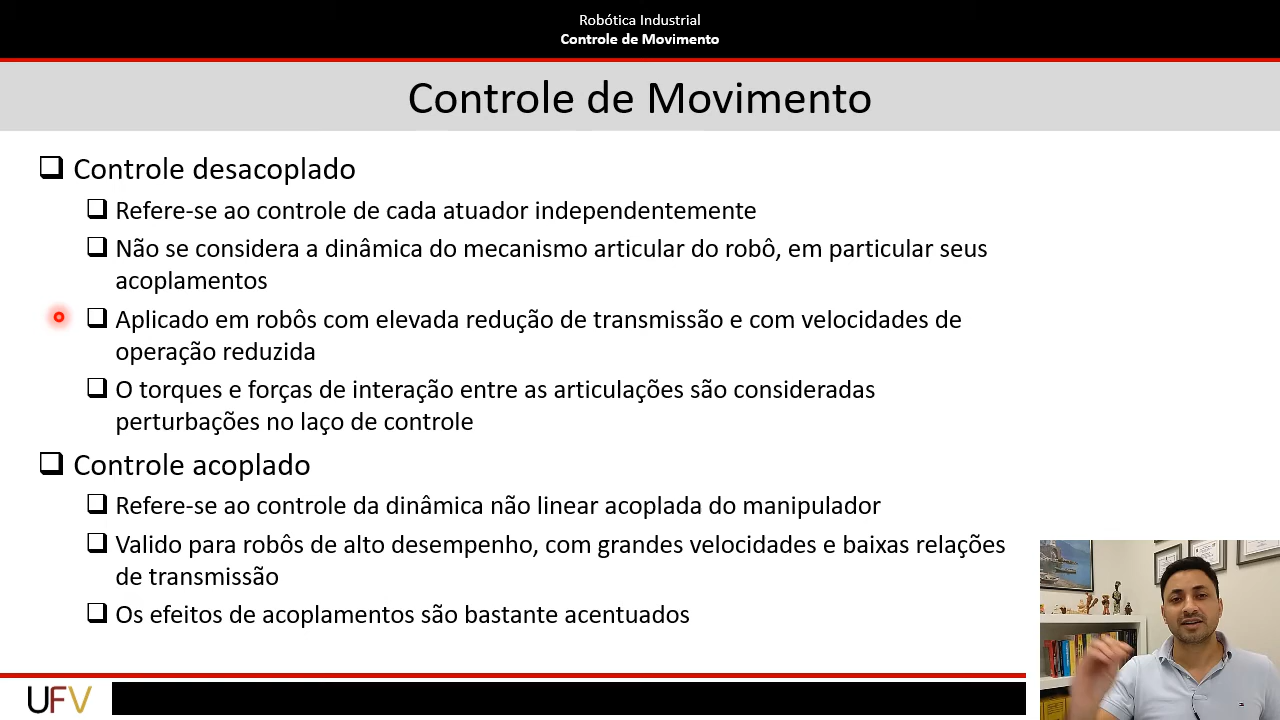 Robótica Industrial
Controle de Movimento
Controle de Movimento
Controle desacoplado
Refere-se ao controle de cada atuador independentemente
Não se considera a dinâmica do mecanismo articular do robô, em particular seus
acoplamentos
Aplicado em robôs com elevada redução de transmissão e com velocidades de
operação reduzida
O torques e forças de interação entre as articulações são consideradas
perturbações no laço de controle
Controle acoplado
Refere-se ao controle da dinâmica não linear acoplada do manipulador
Valido para robôs de alto desempenho, com grandes velocidades e baixas relações
de transmissão
Os efeitos de acoplamentos são bastante acentuados
UFV